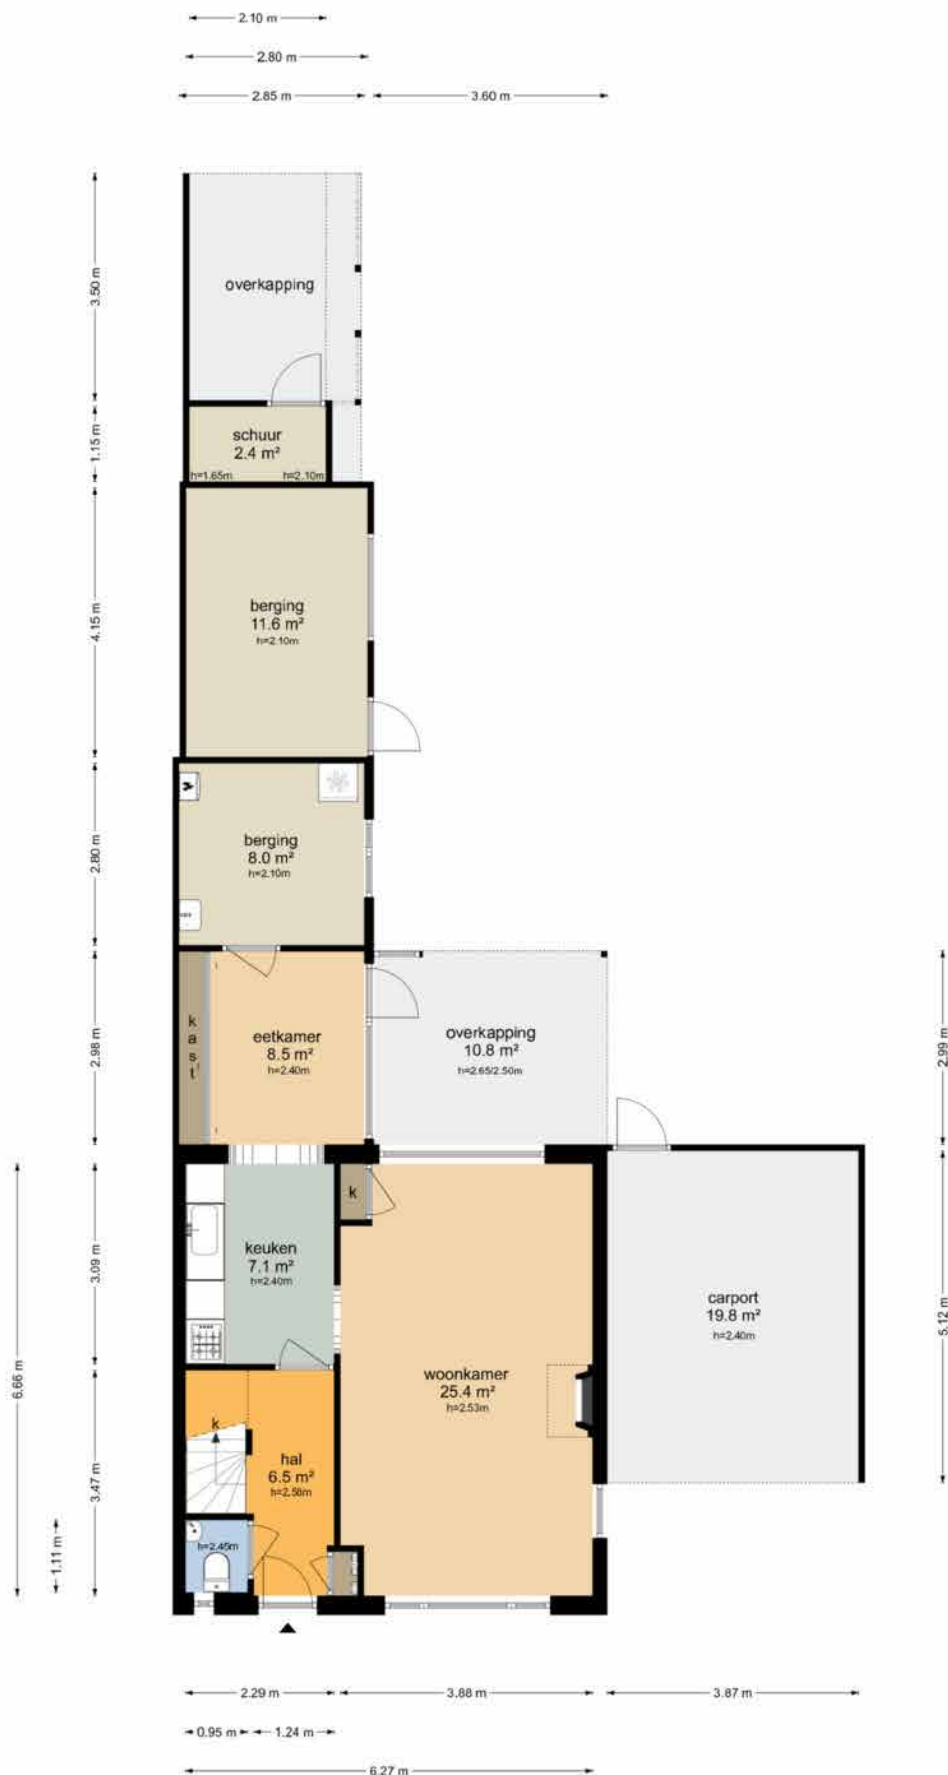 2.10 m
2.80 m
2.85 m
3.60 m
3.50 m
overkapping
1.15 m
schuur
2.4 m²
h=1.65m
h=2.10m
4.15 m
berging
11.6 m²
h=2.10m
2.80 m
berging
8.0 m²
h=2.10m
2.98 m
kast
eetkamer
8.5 m²
h=2.40m
overkapping
10.8 m²
h=2.65/2.50m
2.99 m
6.66 m
3.09 m
keuken
7.1 m²
h=2.40m
k
woonkamer
25.4 m²
h=2.53m
carport
19.8 m²
h=2.40m
5.12 m
3.47 m
k
hal
6.5 m²
h=2.56m
1.11 m
h=2.45m
2.29 m
3.88 m
3.87 m
0.95 m
1.24 m
6.27 m